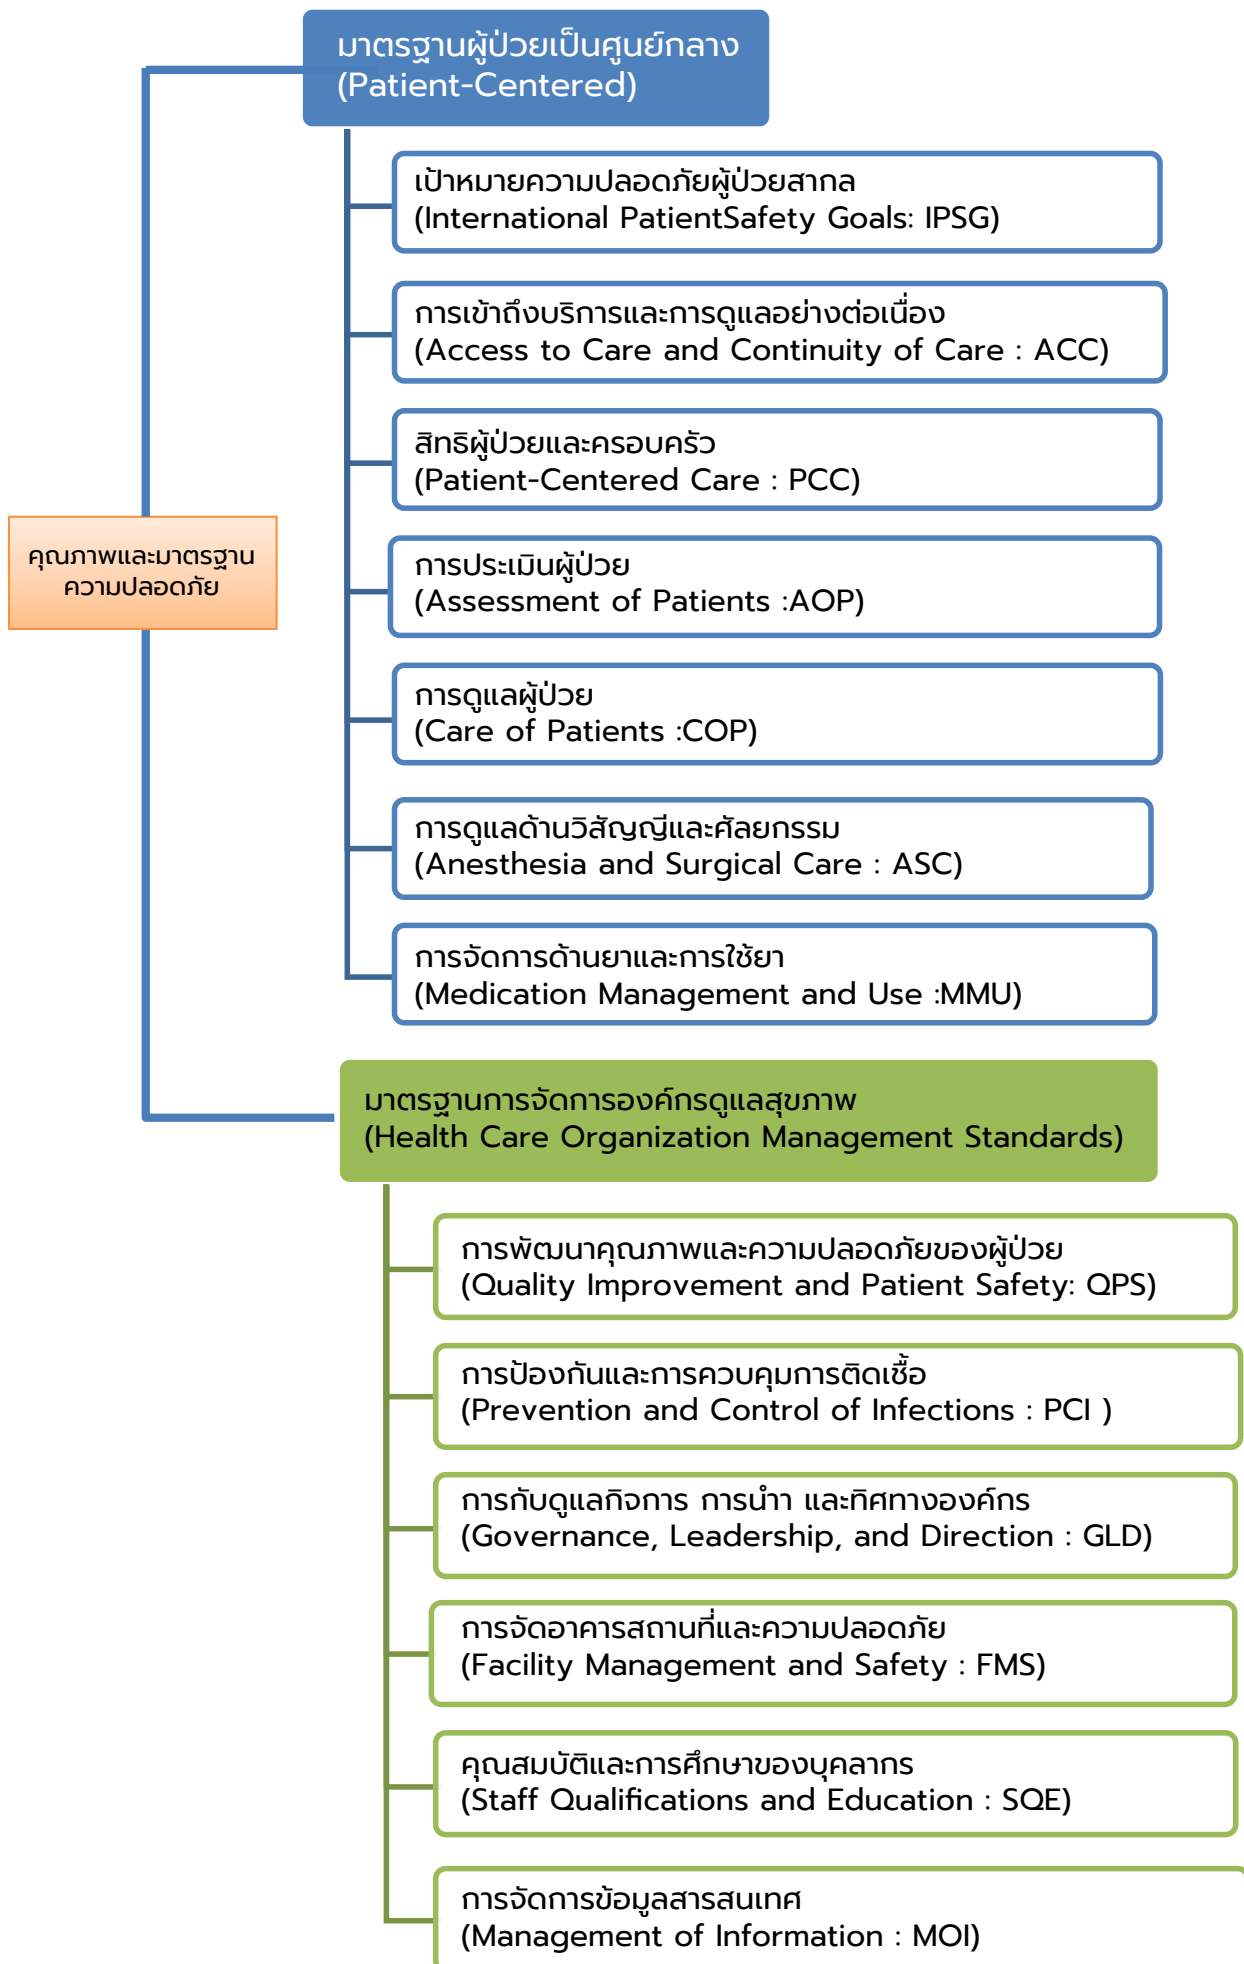 มาตรฐานผู้ป่วยเป็นศูนย์กลาง
(Patient-Centered)
เป้าหมายความปลอดภัยผู้ป่วยสากล
(International PatientSafety Goals: IPSG)
การเข้าถึงบริการและการดูแลอย่างต่อเนื่อง
(Access to Care and Continuity of Care : ACC)
สิทธิผู้ป่วยและครอบครัว
(Patient-Centered Care : PCC)
คุณภาพและมาตรฐาน
ความปลอดภัย
การประเมินผู้ป่วย
(Assessment of Patients :AOP)
การดูแลผู้ป่วย
(Care of Patients :COP)
การดูแลด้านวิสัญญีและศัลยกรรม
(Anesthesia and Surgical Care : ASC)
การจัดการด้านยาและการใช้ยา
(Medication Management and Use :MMU)
มาตรฐานการจัดการองค์กรดูแลสุขภาพ
(Health Care Organization Management Standards)
การพัฒนาคุณภาพและความปลอดภัยของผู้ป่วย
(Quality Improvement and Patient Safety: QPS)
การป้องกันและการควบคุมการติดเชื้อ
(Prevention and Control of Infections : PCI )
การกับดูแลกิจการ การนำา และทิศทางองค์กร
(Governance, Leadership, and Direction : GLD)
การจัดอาคารสถานที่และความปลอดภัย
(Facility Management and Safety : FMS)
คุณสมบัติและการศึกษาของบุคลากร
(Staff Qualifications and Education : SQE)
การจัดการข้อมูลสารสนเทศ
(Management of Information : MOI)